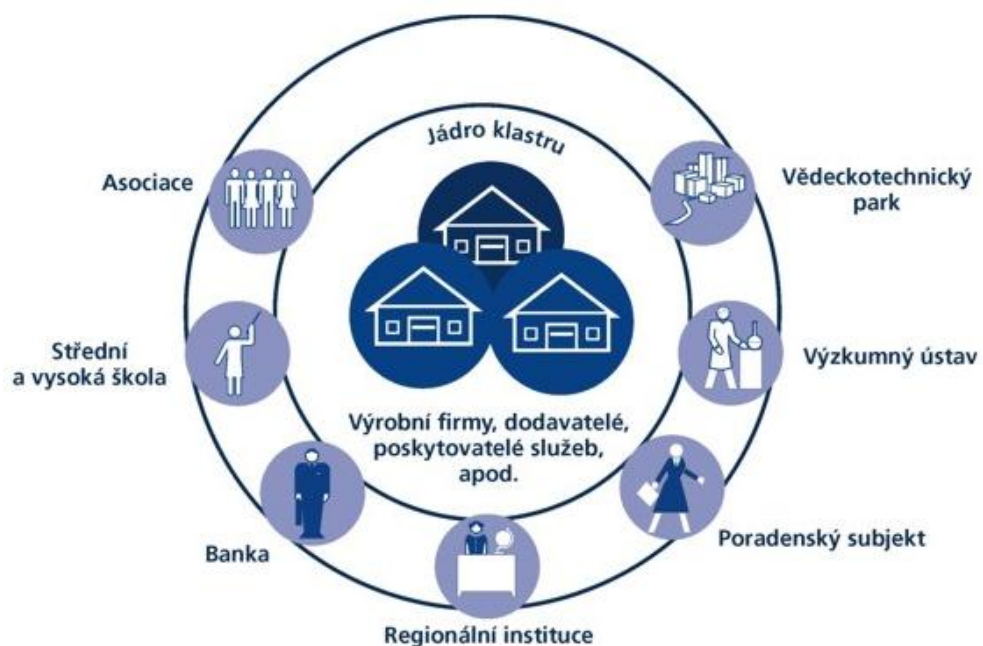 Jádro klastru
Asociace
Vědeckotechnický
park
Střední
a vysoká škola
Výzkumný ústav
Výrobní firmy, dodavatelé,
poskytovatelé služeb,
apod.
Banka
Poradenský subjekt
Regionální instituce